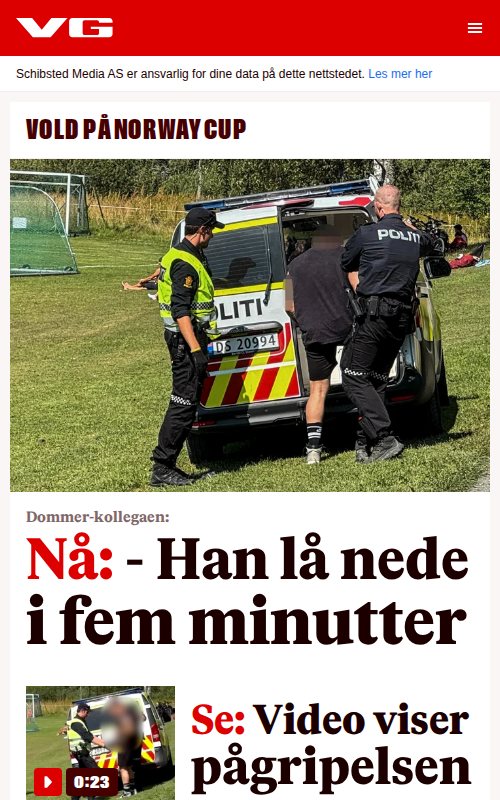 VG
Schibsted Media AS er ansvarlig for dine data på dette nettstedet. Les mer her
VOLD PÅ NORWAY CUP
POLITI
OLITI
DS 20994
Dommer-kollegaen:
Nå: - Han lå nede
i fem minutter
Se: Video viser
pågripelsen
0:23